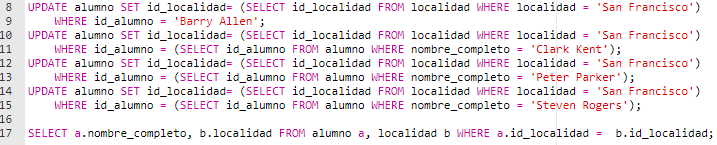 8 UPDATE alumno SET id_localidad= (SELECT id_localidad FROM localidad WHERE localidad = 'San Francisco')
9 WHERE id_alumno = 'Barry Allen';
10 UPDATE alumno SET id_localidad= (SELECT id_localidad FROM localidad WHERE localidad = 'San Francisco')
11 WHERE id_alumno = (SELECT id_alumno FROM alumno WHERE nombre_completo = 'Clark Kent');
12 UPDATE alumno SET id_localidad= (SELECT id_localidad FROM localidad WHERE localidad = 'San Francisco')
13 WHERE id_alumno = (SELECT id_alumno FROM alumno WHERE nombre_completo = 'Peter Parker');
14 UPDATE alumno SET id_localidad= (SELECT id_localidad FROM localidad WHERE localidad = 'San Francisco')
15 WHERE id_alumno = (SELECT id_alumno FROM alumno WHERE nombre_completo = 'Steven Rogers');
16
17 SELECT a.nombre_completo, b.localidad FROM alumno a, localidad b WHERE a.id_localidad = b.id_localidad;